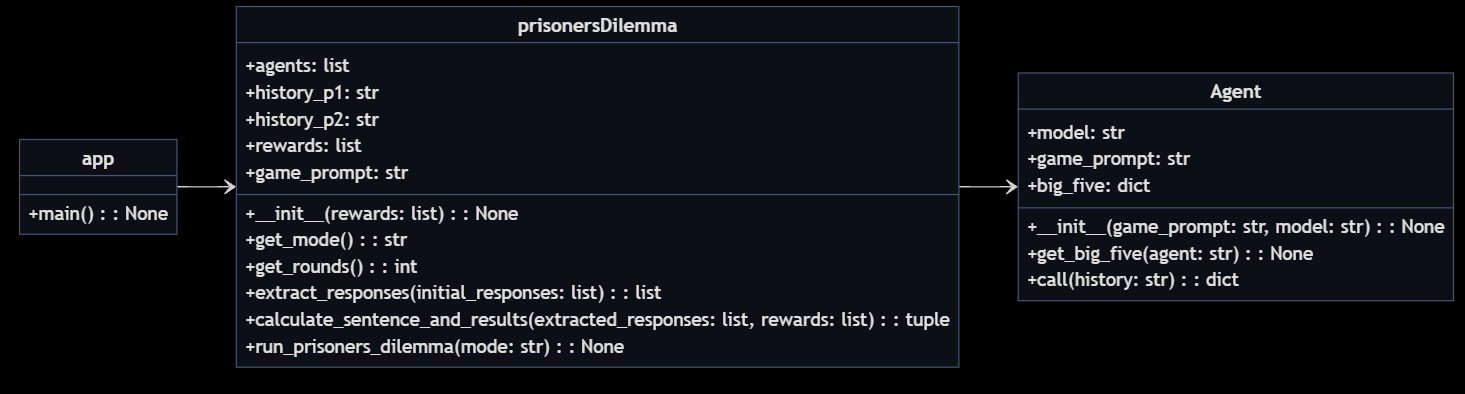 app
+main() : : None
prisonersDilemma
+agents: list
+history_p1: str
+history_p2: str
+rewards: list
+game_prompt: str
+__init__(rewards: list) : : None
+get_mode() : : str
+get_rounds() : : int
+extract_responses(initial_responses: list) : : list
+calculate_sentence_and_results(extracted_responses: list, rewards: list) : : tuple
+run_prisoners_dilemma(mode: str) : : None
Agent
+model: str
+game_prompt: str
+big_five: dict
+__init__(game_prompt: str, model: str) : : None
+get_big_five(agent: str) : : None
+call(history: str) : : dict